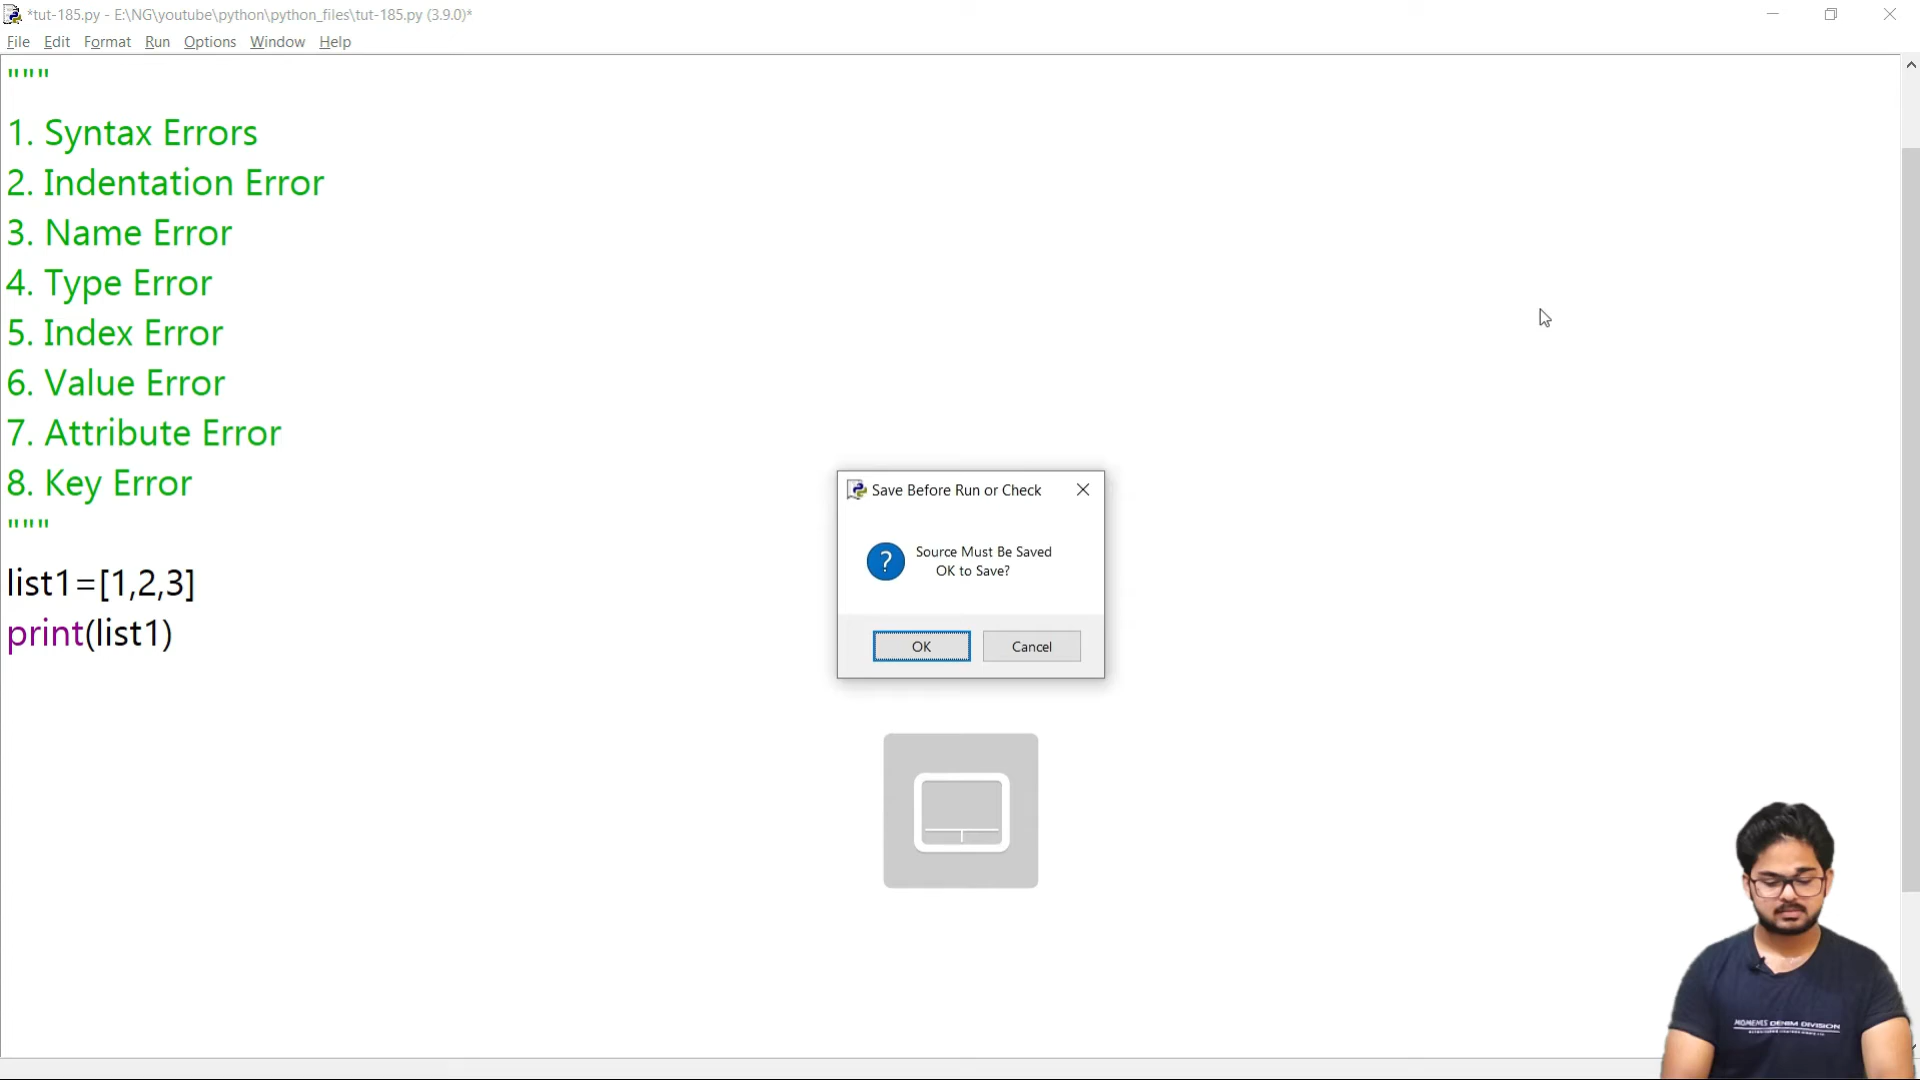 *tut-185.py - E:\NG\youtube\python\python_files\tut-185.py (3.9.0)*
File Edit Format Run Options Window Help
"""
1. Syntax Errors
2. Indentation Error
3. Name Error
4. Type Error
5. Index Error
6. Value Error
7. Attribute Error
8. Key Error
"""
list1=[1,2,3]
print(list1)
Save Before Run or Check
Source Must Be Saved
OK to Save?
OK Cancel
DENIM DIVISION